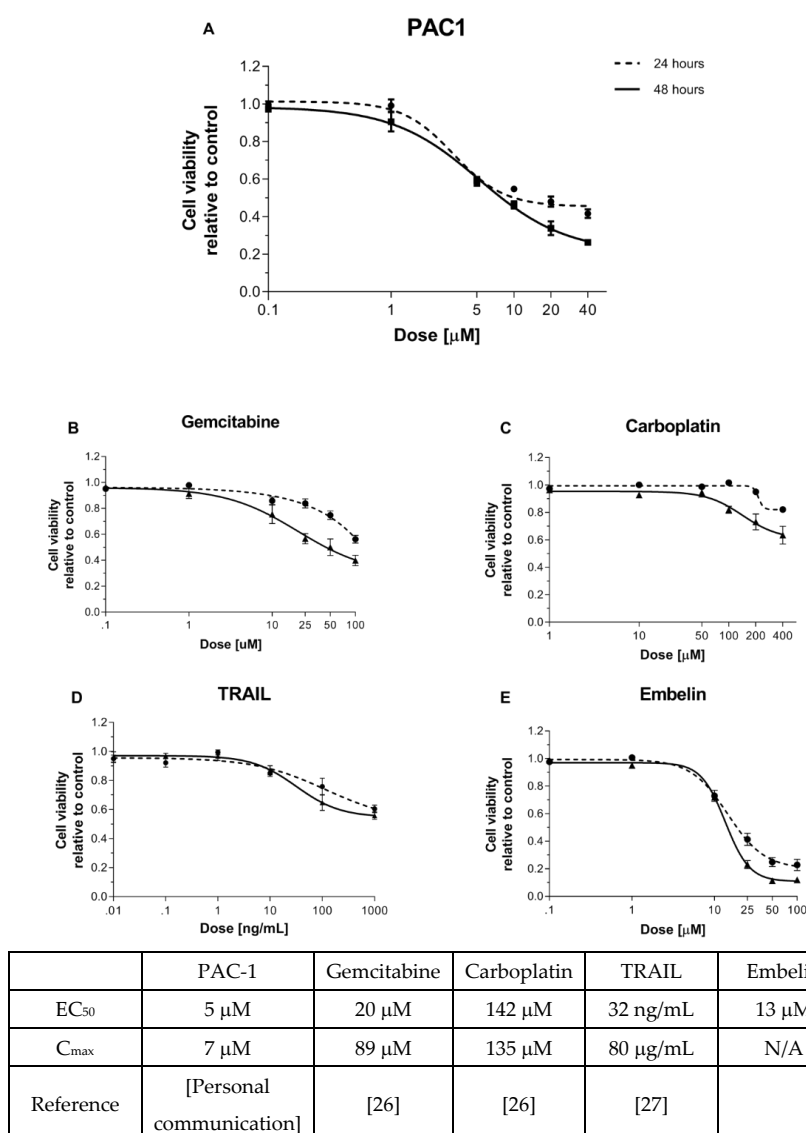 A
PAC1
24 hours
48 hours
Cell viability
relative to control
1.2
1.0
0.8
0.6
0.4
0.2
0.0
0.1 1 5 10 20 40
Dose [μM]
B
Gemcitabine
Cell viability
relative to control
1.2
1.0
0.8
0.6
0.4
0.2
0.0
.1 1 10 25 50 100
Dose [uM]
C
Carboplatin
Cell viability
relative to control
1.2
1.0
0.8
0.6
0.4
0.2
0.0
1 10 50 100 200 400
Dose [μM]
D
TRAIL
Cell viability
relative to control
1.2
1.0
0.8
0.6
0.4
0.2
0.0
.01 .1 1 10 100 1000
Dose [ng/mL]
E
Embelin
Cell viability
relative to control
1.2
1.0
0.8
0.6
0.4
0.2
0.0
.1 1 10 25 50 100
Dose [μM]
PAC-1 Gemcitabine Carboplatin TRAIL Embeli
EC50 5 μM 20 μM 142 μM 32 ng/mL 13 μM
Cmax 7 μM 89 μM 135 μM 80 μg/mL N/A
Reference [Personal communication] [26] [26] [27]